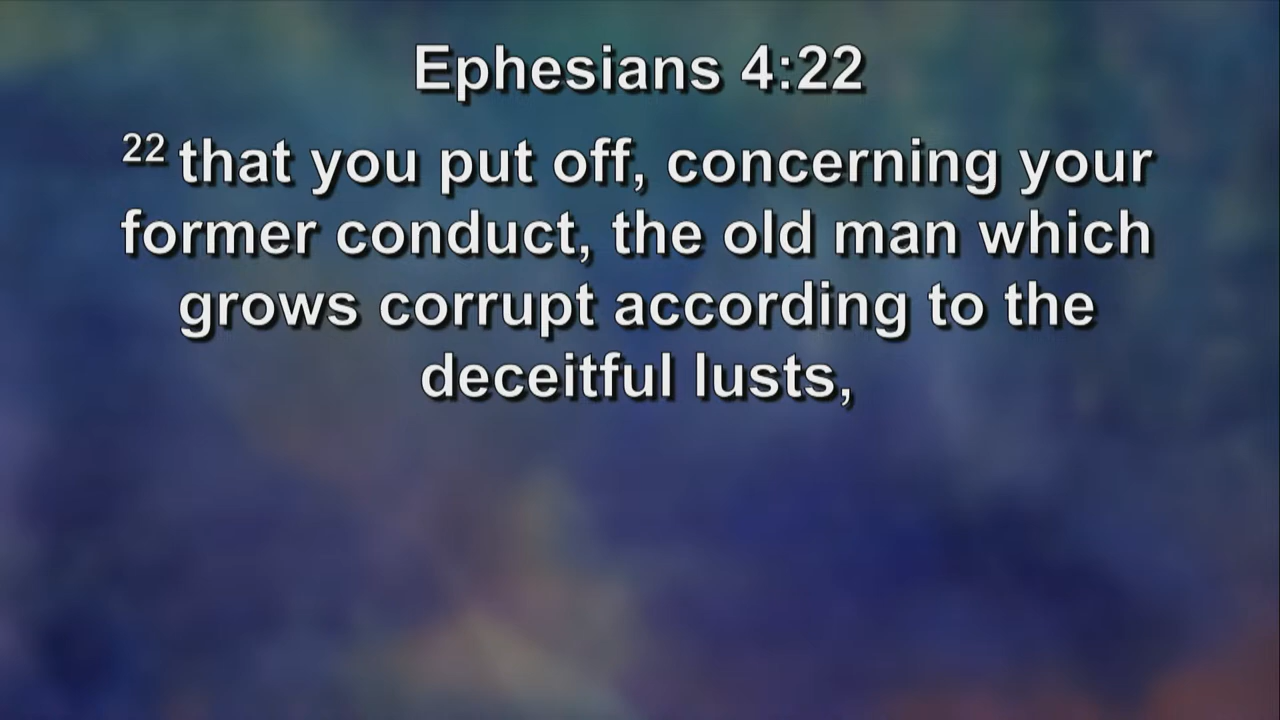 Ephesians 4:22
22 that you put off, concerning your
former conduct, the old man which
grows corrupt according to the
deceitful lusts,